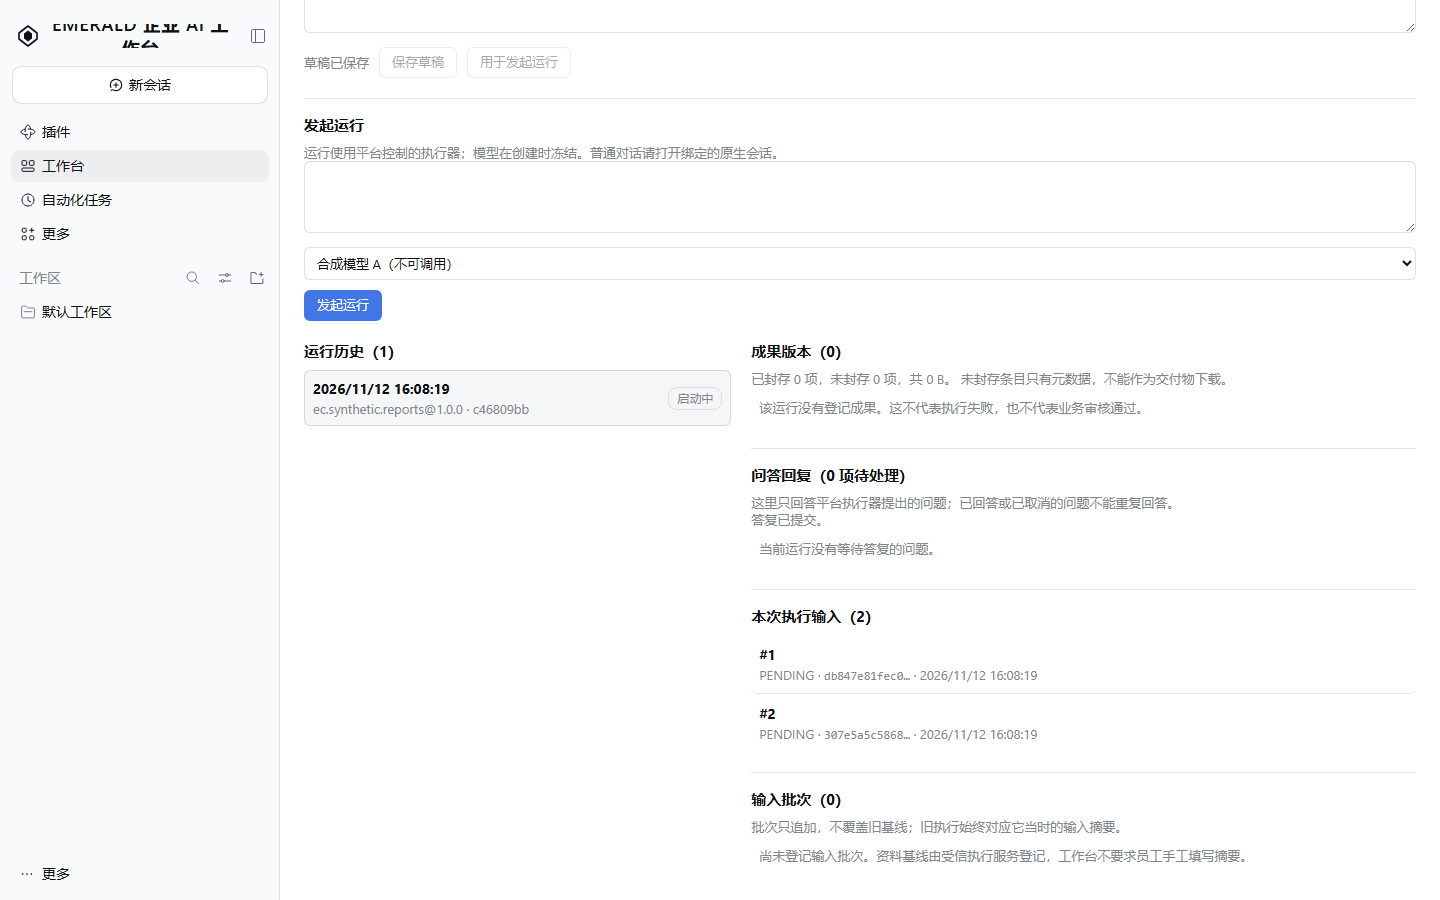 EMERALD 企业 AI 工
作台
新会话
插件
工作台
自动化任务
更多
工作区
默认工作区
更多
草稿已保存
保存草稿
用于发起运行
发起运行
运行使用平台控制的执行器；模型在创建时冻结。普通对话请打开绑定的原生会话。
合成模型 A（不可调用）
发起运行
运行历史（1）
2026/11/12 16:08:19
ec.synthetic.reports@1.0.0 · c46809bb
启动中
成果版本（0）
已封存 0 项，未封存 0 项，共 0 B。 未封存条目只有元数据，不能作为交付物下载。
该运行没有登记成果。这不代表执行失败，也不代表业务审核通过。
问答回复（0 项待处理）
这里只回答平台执行器提出的问题；已回答或已取消的问题不能重复回答。
答复已提交。
当前运行没有等待答复的问题。
本次执行输入（2）
#1
PENDING · db847e81fec0… · 2026/11/12 16:08:19
#2
PENDING · 307e5a5c5868… · 2026/11/12 16:08:19
输入批次（0）
批次只追加，不覆盖旧基线；旧执行始终对应它当时的输入摘要。
尚未登记输入批次。资料基线由受信执行服务登记，工作台不要求员工手工填写摘要。